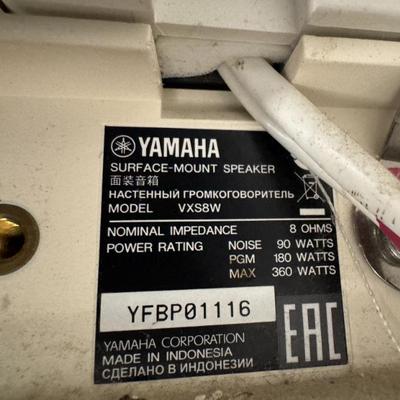 YAMAHA
SURFACE-MOUNT SPEAKER
面装音箱
НАСТЕННЫЙ ГРОМКОГОВОРИТЕЛЬ
MODEL VXS8W
NOMINAL IMPEDANCE 8 OHMS
POWER RATING NOISE 90 WATTS
PGM 180 WATTS
MAX 360 WATTS
YFBP01116
YAMAHA CORPORATION
MADE IN INDONESIA
СДЕЛАНО В ИНДОНЕЗИИ
EAC